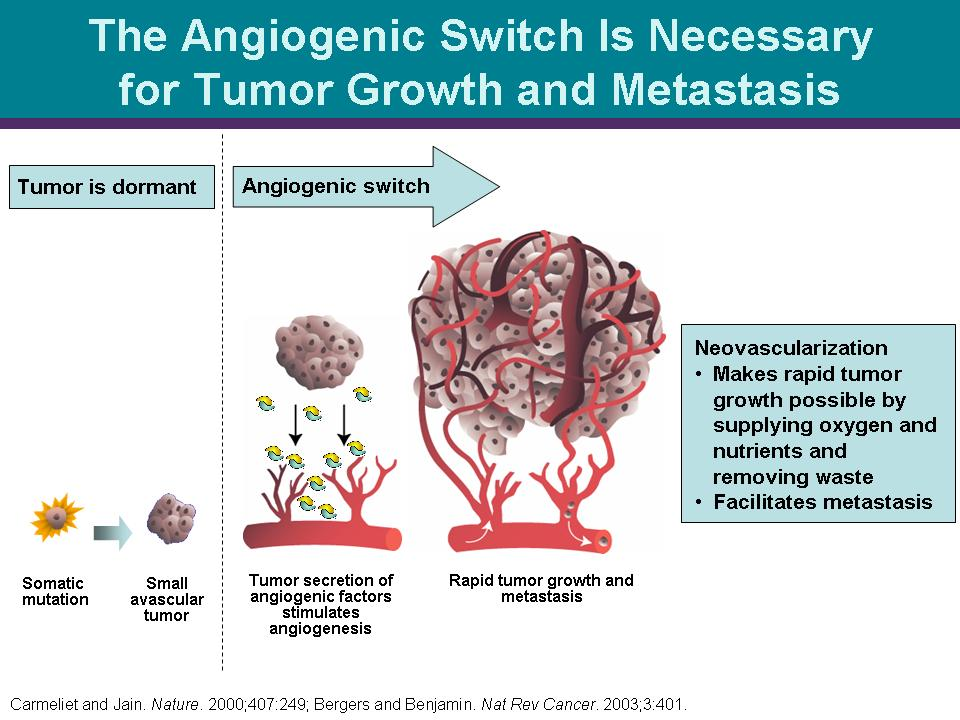 The Angiogenic Switch Is Necessary
for Tumor Growth and Metastasis
Tumor is dormant
Angiogenic switch
Neovascularization
• Makes rapid tumor
growth possible by
supplying oxygen and
nutrients and
removing waste
• Facilitates metastasis
Somatic
mutation
Small
avascular
tumor
Tumor secretion of
angiogenic factors
stimulates
angiogenesis
Rapid tumor growth and
metastasis
Carmeliet and Jain. Nature. 2000;407:249; Bergers and Benjamin. Nat Rev Cancer. 2003;3:401.